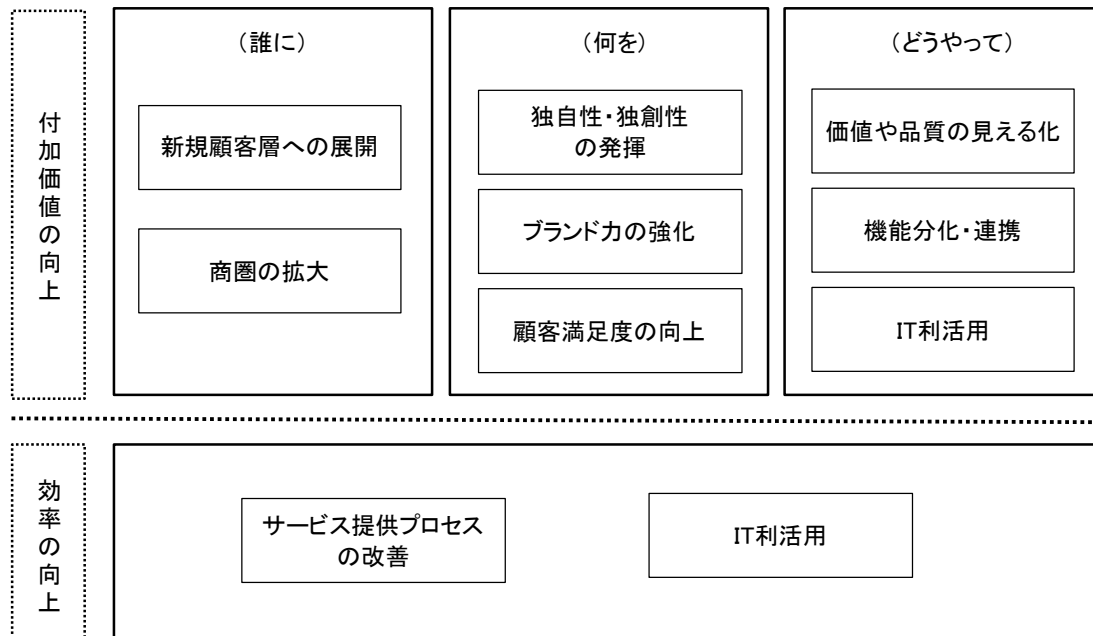 付加価値の向上
（誰に）
新規顧客層への展開
商圏の拡大
（何を）
独自性・独創性
の発揮
ブランド力の強化
顧客満足度の向上
（どうやって）
価値や品質の見える化
機能分化・連携
IT利活用
効率の向上
サービス提供プロセス
の改善
IT利活用